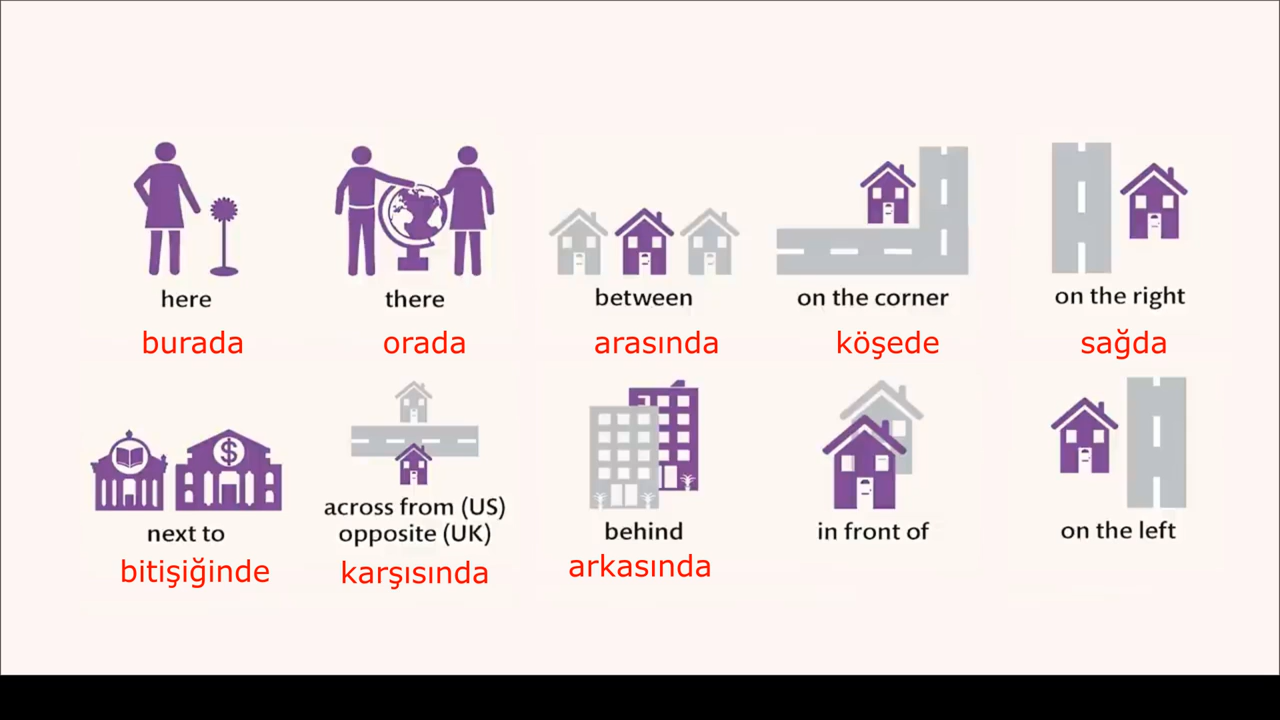 here
there
between
on the corner
on the right
burada
orada
arasında
köşede
sağda
$
next to
across from (US)
opposite (UK)
behind
in front of
on the left
bitişiğinde
karşısında
arkasında